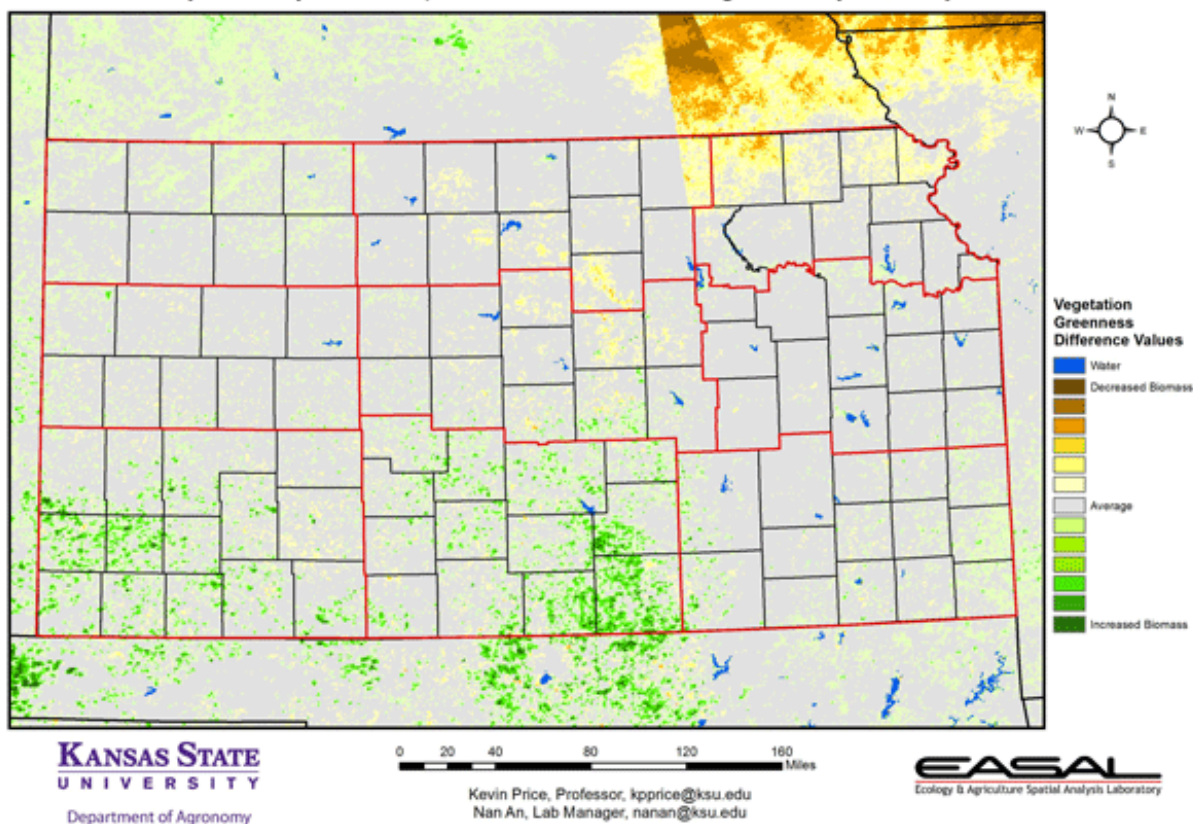 N
W
E
S
Vegetation
Greenness
Difference Values
Water
Decreased Biomass
Average
Increased Biomass
KANSAS STATE
UNIVERSITY
Department of Agronomy
0 20 40 80 120 160
Miles
Kevin Price, Professor, kpprice@ksu.edu
Nan An, Lab Manager, nanan@ksu.edu
EASAL
Ecology & Agriculture Spatial Analysis Laboratory